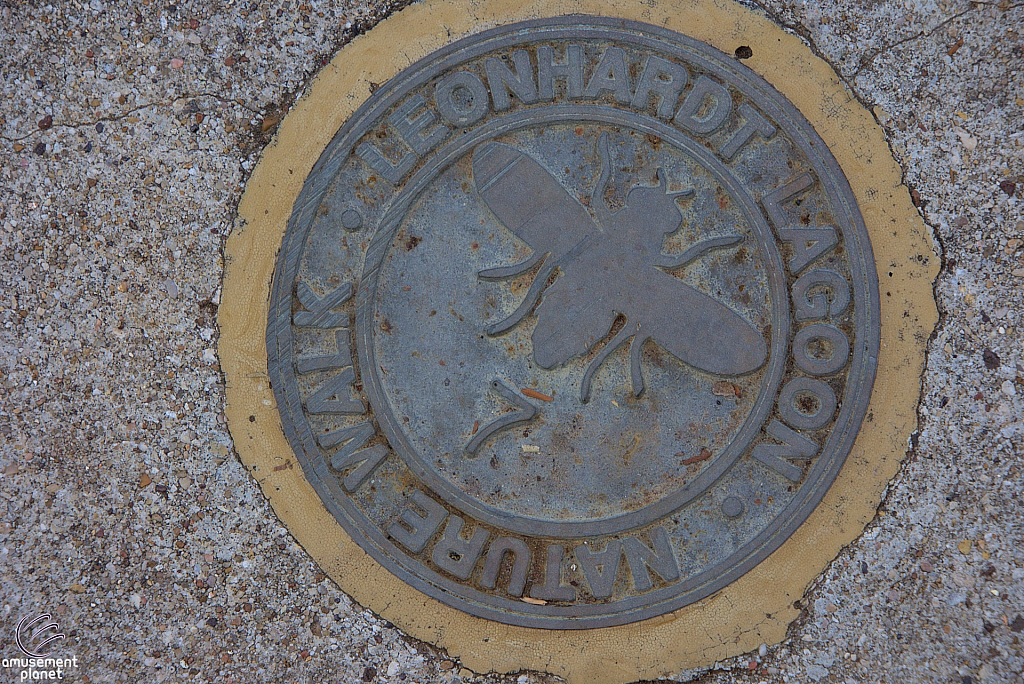 LEONHARDT LAGOON
NATURE WALK
amusement
planet